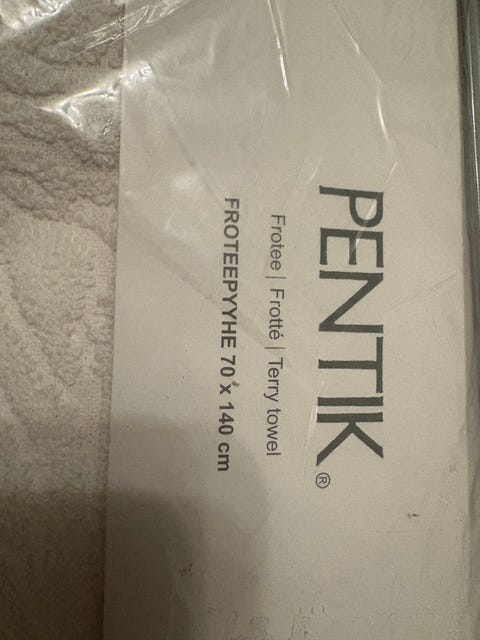 PENTIK®
Frotee | Frotté | Terry towel
FROTEEPYYHE 70 x 140 cm